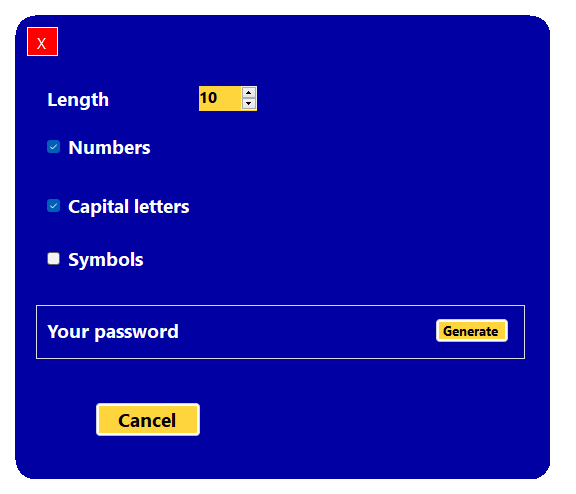 X
Length 10
Numbers
Capital letters
Symbols
Your password Generate
Cancel